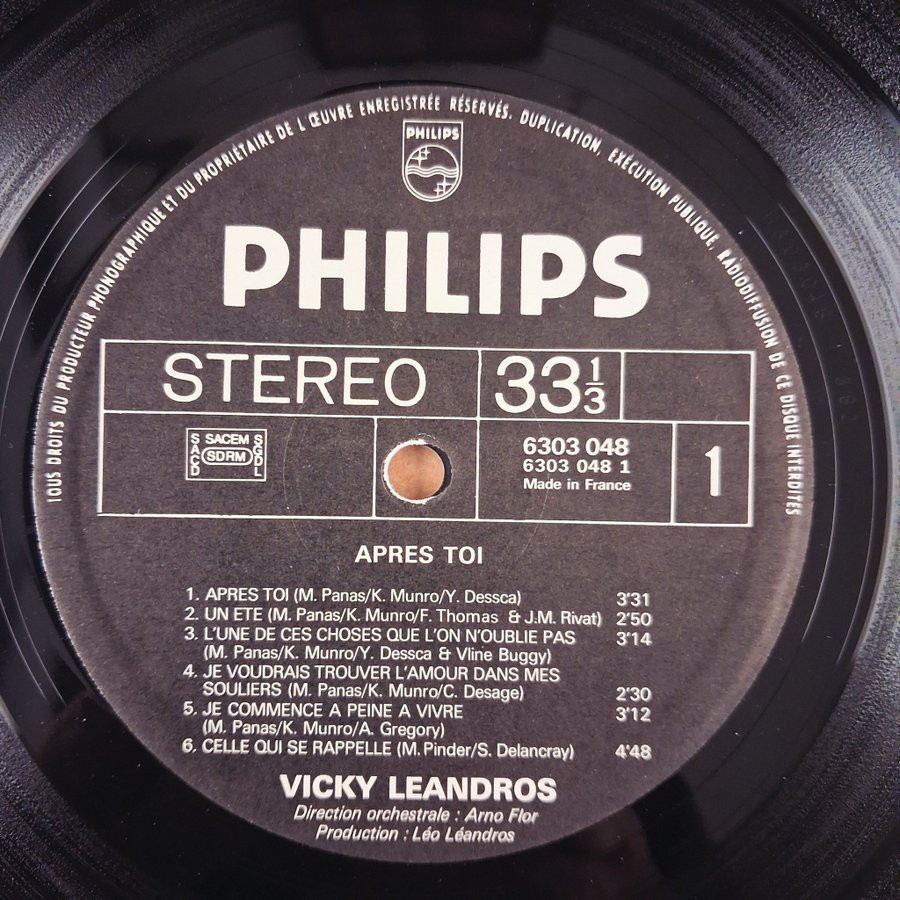 TOUS DROITS DU PRODUCTEUR PHONOGRAPHIQUE ET DU PROPRIÉTAIRE DE L'ŒUVRE ENREGISTRÉE RÉSERVÉS. DUPLICATION, EXÉCUTION PUBLIQUE, RADIODIFFUSION DE CE DISQUE INTERDITES
PHILIPS
PHILIPS
STEREO 33 1/3
SACD SACEM SGDL
SDRM
6303 048
6303 048 1
Made in France
1
APRES TOI
1. APRES TOI (M. Panas/K. Munro/Y. Dessca) 3'31
2. UN ETE (M. Panas/K. Munro/F. Thomas & J.M. Rivat) 2'50
3. L'UNE DE CES CHOSES QUE L'ON N'OUBLIE PAS 3'14
(M. Panas/K. Munro/Y. Dessca & Vline Buggy)
4. JE VOUDRAIS TROUVER L'AMOUR DANS MES
SOULIERS (M. Panas/K. Munro/C. Desage) 2'30
5. JE COMMENCE A PEINE A VIVRE 3'12
(M. Panas/K. Munro/A. Gregory)
6. CELLE QUI SE RAPPELLE (M. Pinder/S. Delancray) 4'48
VICKY LEANDROS
Direction orchestrale : Arno Flor
Production : Léo Léandros